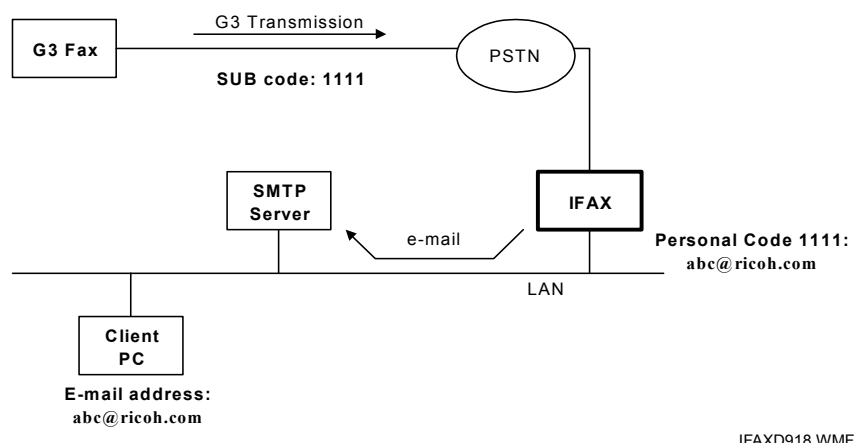 G3 Transmission
G3 Fax
PSTN
SUB code: 1111
SMTP
Server
IFAX
e-mail
Personal Code 1111:
abc@ricoh.com
LAN
Client
PC
E-mail address:
abc@ricoh.com
IFAXD918.WMF